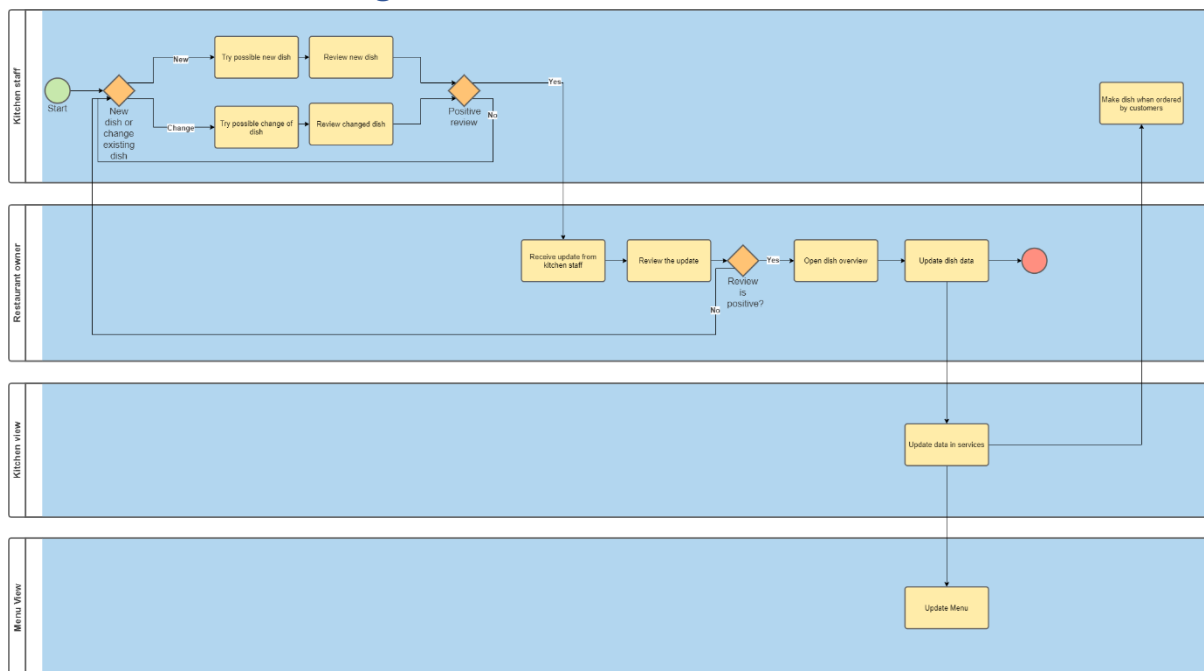 Kitchen staff
Start
New
dish or
change
existing
dish
New
Change
Try possible new dish
Review new dish
Try possible change of
dish
Review changed dish
Positive
review
Yes
No
Make dish when ordered
by customers
Restaurant owner
Receive update from
kitchen staff
Review the update
Review
is
positive?
Yes
No
Open dish overview
Update dish data
Kitchen view
Update data in services
Menu View
Update Menu